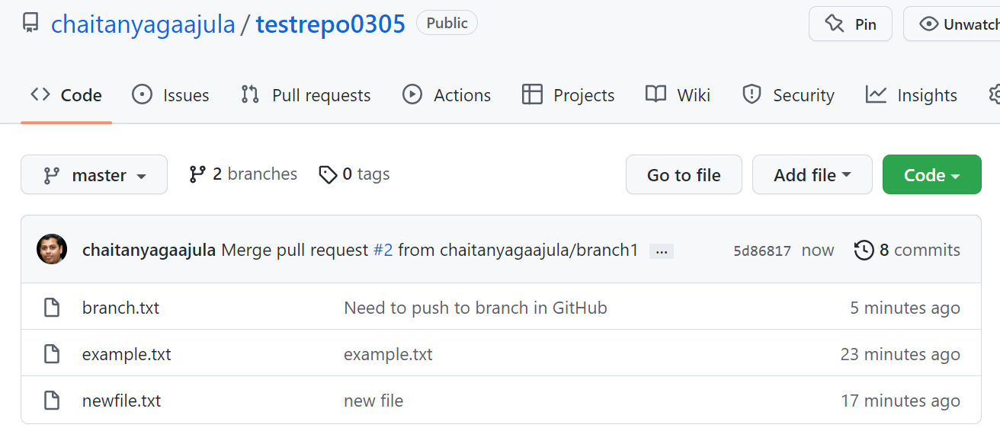 chaitanyagaajula / testrepo0305 Public Pin Unwatch
Code Issues Pull requests Actions Projects Wiki Security Insights
master 2 branches 0 tags Go to file Add file Code
chaitanyagaajula Merge pull request #2 from chaitanyagaajula/branch1 ... 5d86817 now 8 commits
branch.txt Need to push to branch in GitHub 5 minutes ago
example.txt example.txt 23 minutes ago
newfile.txt new file 17 minutes ago